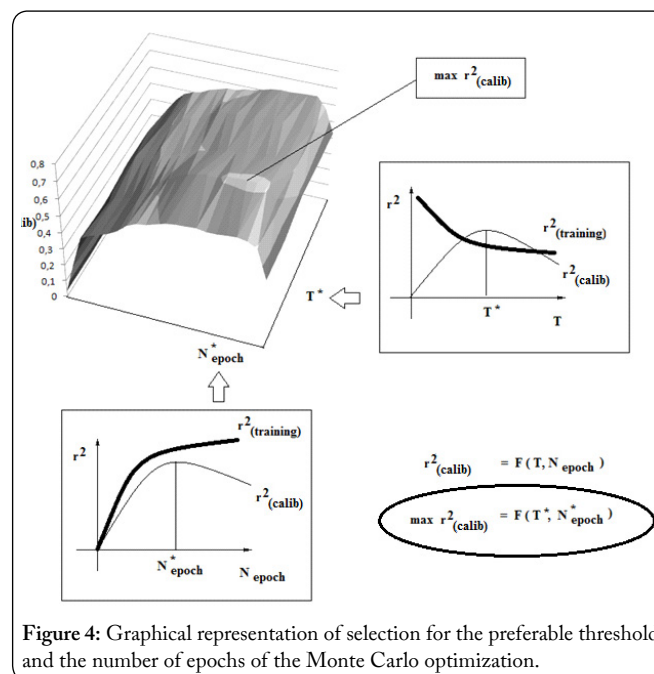 max r²(calib)
0,8
0,7
0,6
0,5
0,4
0,3
0,2
0,1
0
ib)
T*
N*epoch
r²
r²(training)
r²(calib)
T*
T
r²
r²(training)
r²(calib)
N*epoch
N epoch
r²(calib) = F ( T, N epoch )
max r²(calib) = F ( T*, N*epoch )
Figure 4: Graphical representation of selection for the preferable threshold
and the number of epochs of the Monte Carlo optimization.